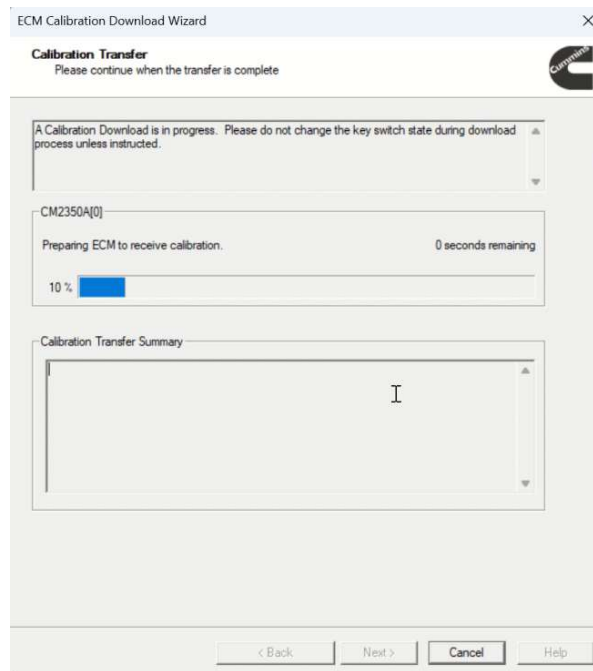 ECM Calibration Download Wizard
Calibration Transfer
Please continue when the transfer is complete
Cummins
A Calibration Download is in progress. Please do not change the key switch state during download
process unless instructed.
CM2350A[0]
Preparing ECM to receive calibration. 0 seconds remaining
10 %
Calibration Transfer Summary
< Back Next > Cancel Help